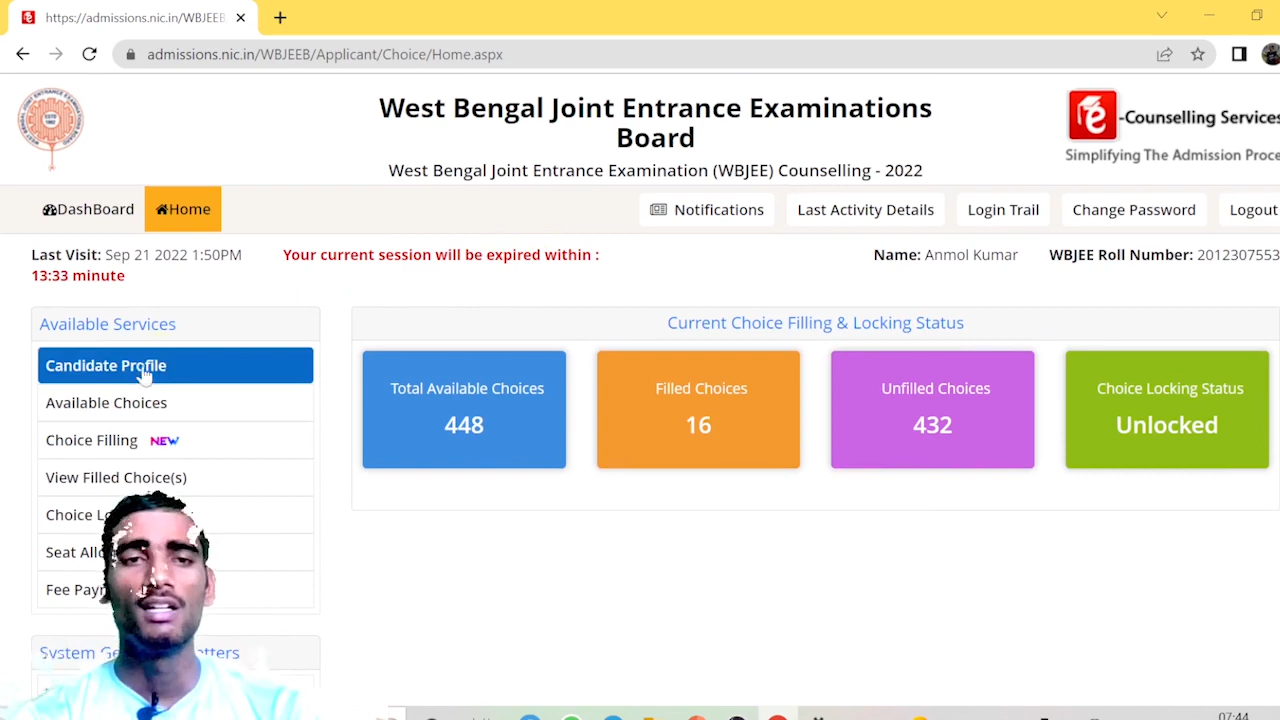 https://admissions.nic.in/WBJEEB
admissions.nic.in/WBJEEB/Applicant/Choice/Home.aspx
West Bengal Joint Entrance Examinations
Board
West Bengal Joint Entrance Examination (WBJEE) Counselling - 2022
-Counselling Services
Simplifying The Admission Proce
DashBoard
Home
Notifications
Last Activity Details
Login Trail
Change Password
Logout
Last Visit: Sep 21 2022 1:50PM
Your current session will be expired within :
13:33 minute
Name: Anmol Kumar
WBJEE Roll Number: 2012307553
Available Services
Candidate Profile
Available Choices
Choice Filling NEW
View Filled Choice(s)
Choice Lo
Seat Allo
Fee Payn
System Ge tters
Current Choice Filling & Locking Status
Total Available Choices
448
Filled Choices
16
Unfilled Choices
432
Choice Locking Status
Unlocked
07:44